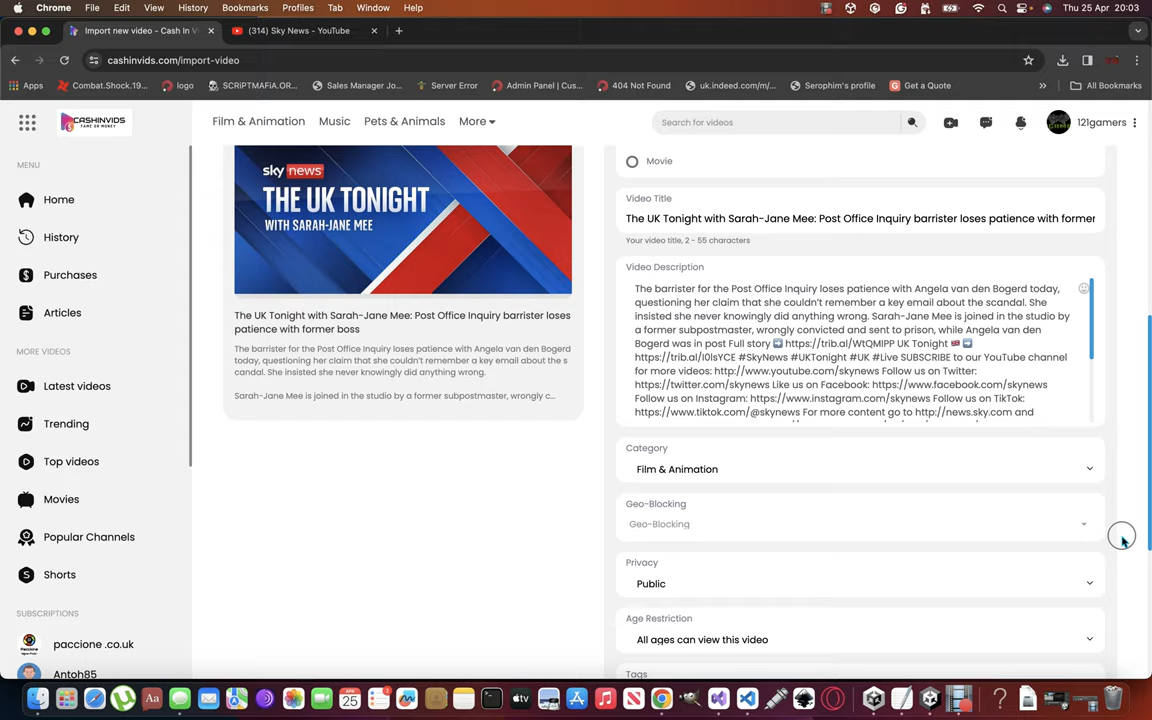 Chrome File Edit View History Bookmarks Profiles Tab Window Help Thu 25 Apr 20:03
Import new video - Cash In V (314) Sky News - YouTube
cashinvids.com/import-video
Apps Combat.Shock.19... logo SCRiPTMAFiA.OR... Sales Manager Jo... Server Error Admin Panel | Cus... 404 Not Found uk.indeed.com/m/... Serophim's profile Get a Quote » All Bookmarks
CASHINVIDS
FAME OR MONEY
Film & Animation Music Pets & Animals More Search for videos 121gamers
MENU
Home
History
Purchases
Articles
MORE VIDEOS
Latest videos
Trending
Top videos
Movies
Popular Channels
Shorts
SUBSCRIPTIONS
paccione .co.uk
Antoh85
sky news
THE UK TONIGHT
WITH SARAH-JANE MEE
The UK Tonight with Sarah-Jane Mee: Post Office Inquiry barrister loses
patience with former boss
The barrister for the Post Office Inquiry loses patience with Angela van den Bogerd
today, questioning her claim that she couldn't remember a key email about the s
candal. She insisted she never knowingly did anything wrong.
Sarah-Jane Mee is joined in the studio by a former subpostmaster, wrongly c...
Movie
Video Title
The UK Tonight with Sarah-Jane Mee: Post Office Inquiry barrister loses patience with former
Your video title, 2 - 55 characters
Video Description
The barrister for the Post Office Inquiry loses patience with Angela van den Bogerd today,
questioning her claim that she couldn't remember a key email about the scandal. She
insisted she never knowingly did anything wrong. Sarah-Jane Mee is joined in the studio by
a former subpostmaster, wrongly convicted and sent to prison, while Angela van den
Bogerd was in post Full story ➡️ https://trib.al/WtQMIPP UK Tonight 🇬🇧 ➡️
https://trib.al/I0IsYCE #SkyNews #UKTonight #UK #Live SUBSCRIBE to our YouTube channel
for more videos: http://www.youtube.com/skynews Follow us on Twitter:
https://twitter.com/skynews Like us on Facebook: https://www.facebook.com/skynews
Follow us on Instagram: https://www.instagram.com/skynews Follow us on TikTok:
https://www.tiktok.com/@skynews For more content go to http://news.sky.com and
Category
Film & Animation
Geo-Blocking
Geo-Blocking
Privacy
Public
Age Restriction
All ages can view this video
Tags
APR
25